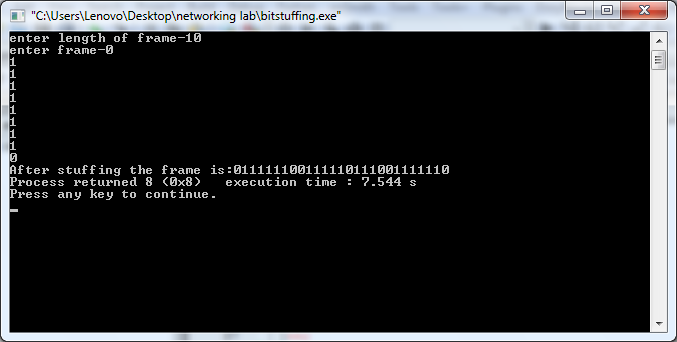 "C:\Users\Lenovo\Desktop\networking lab\bitstuffing.exe"
enter length of frame-10
enter frame-0
1
1
1
1
1
1
1
1
0
After stuffing the frame is:011111100111110111001111110
Process returned 8 (0x8)   execution time : 7.544 s
Press any key to continue.